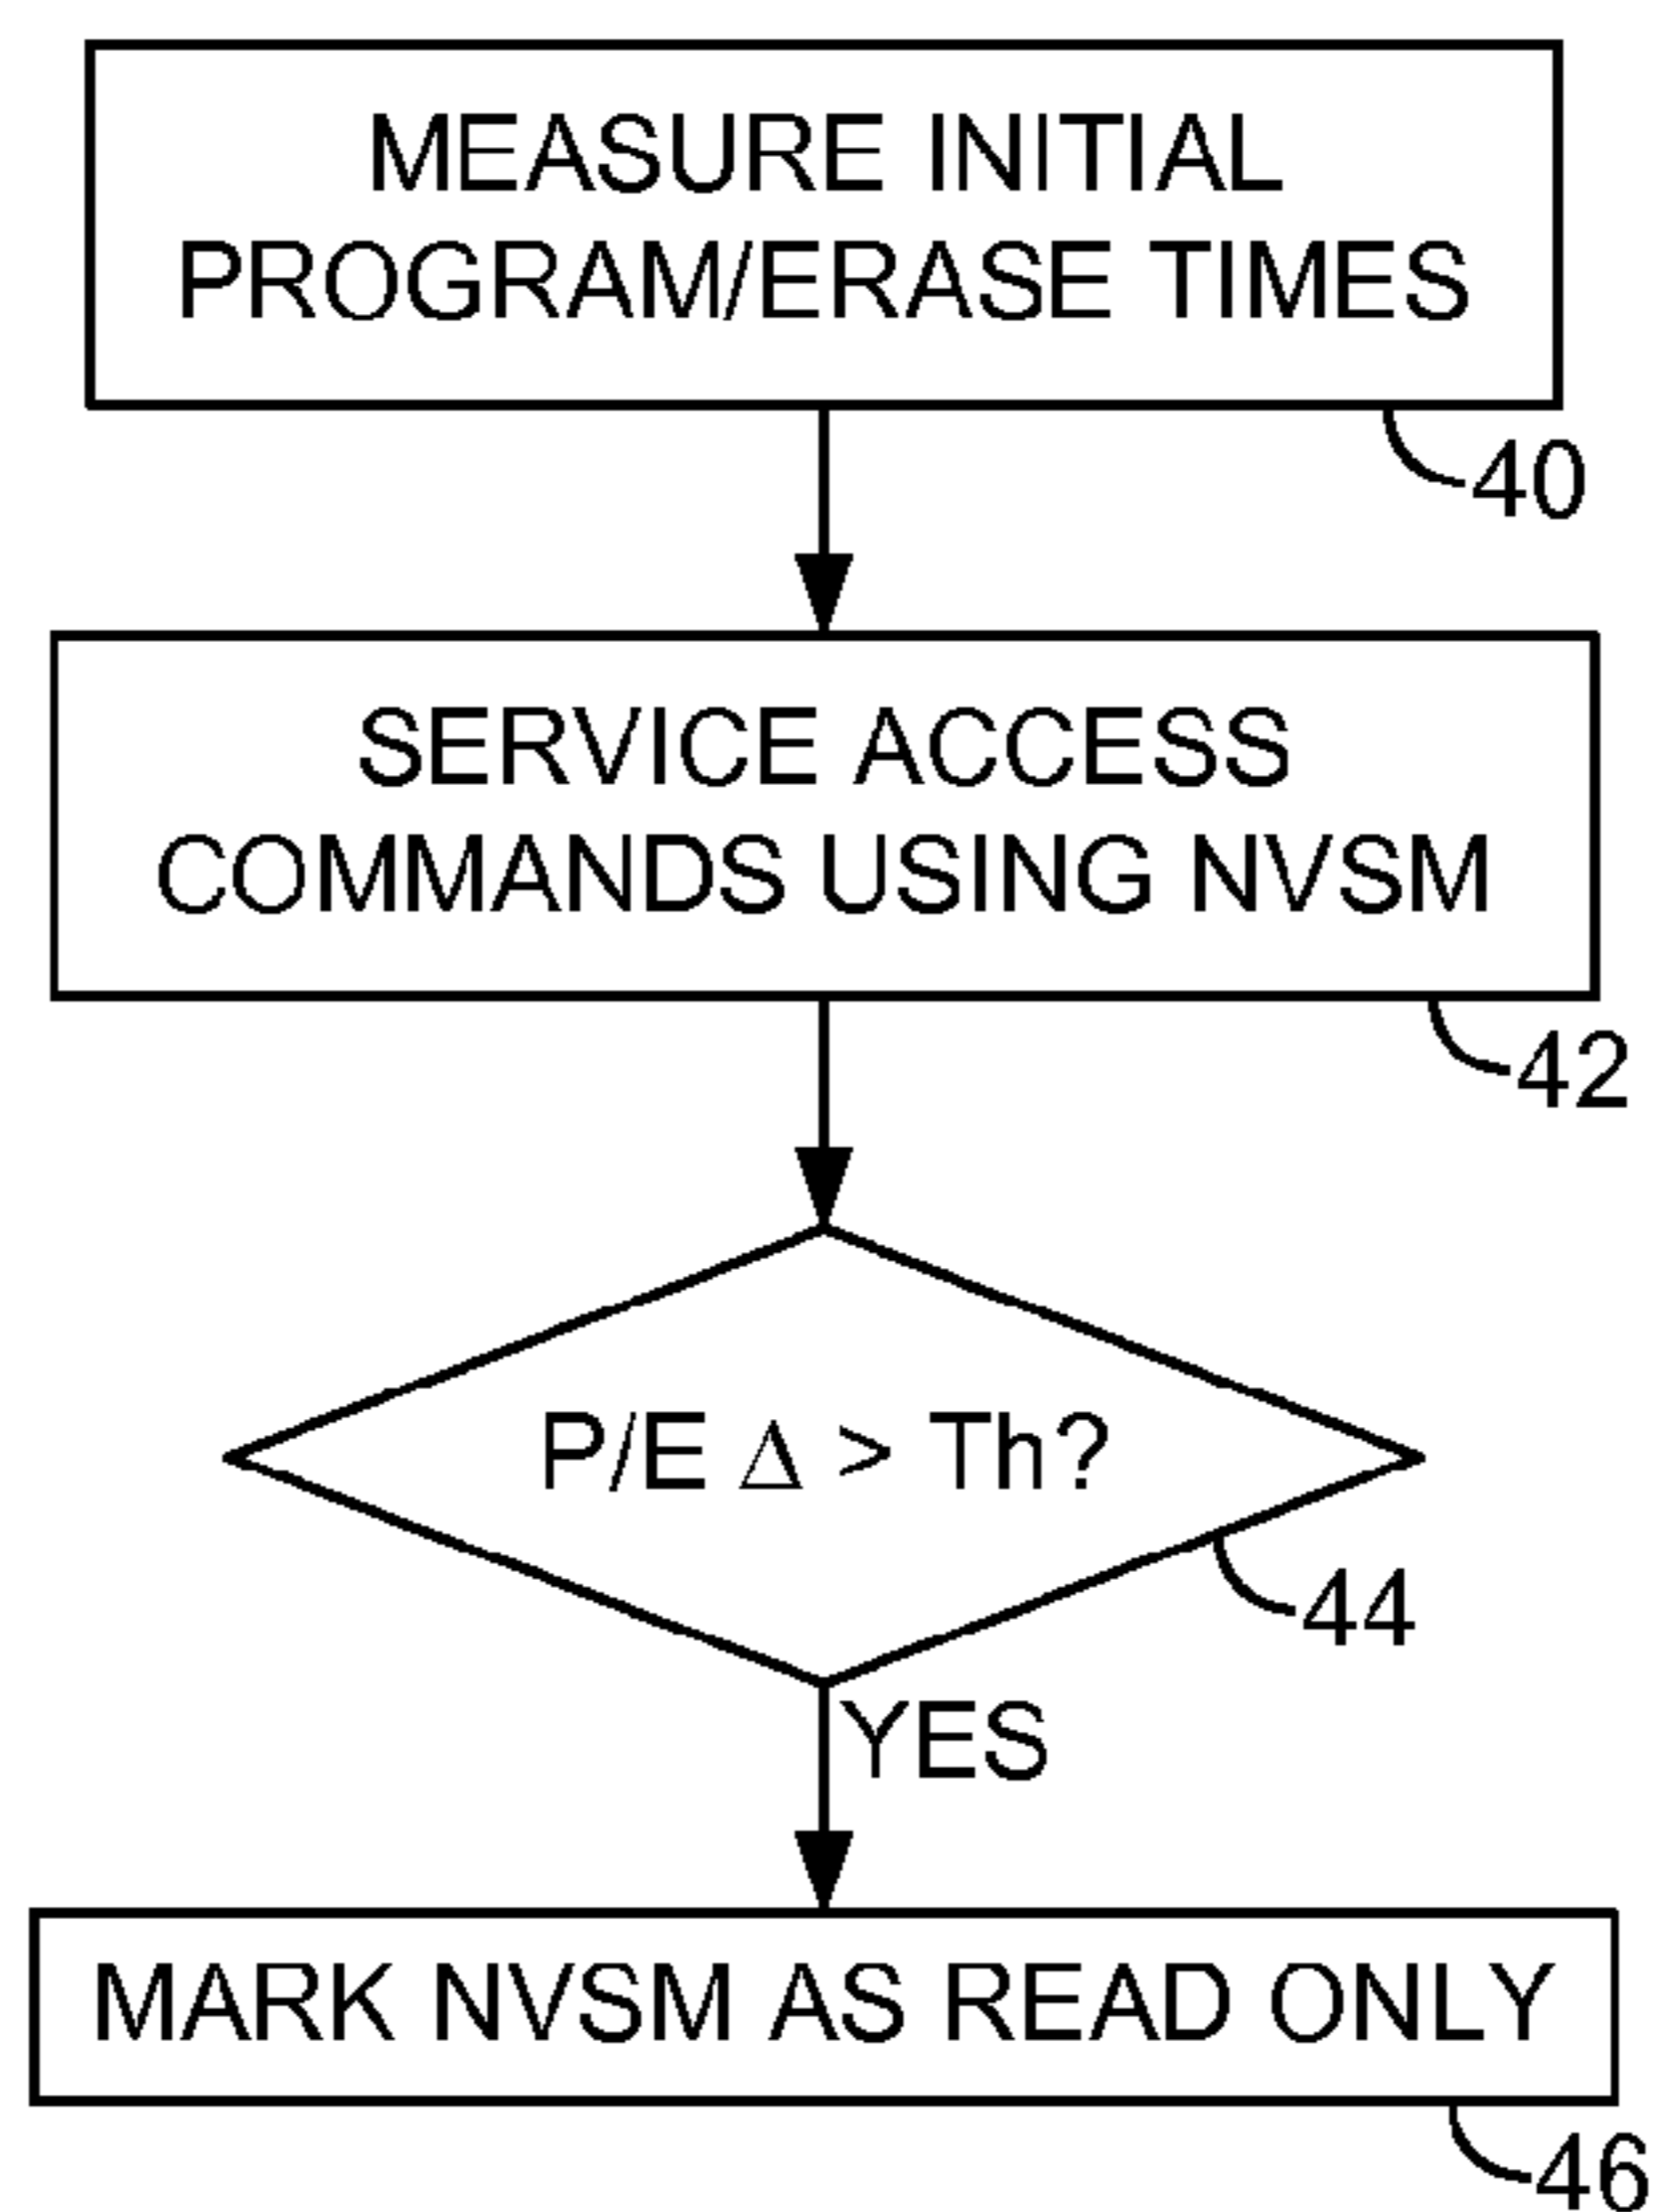 MEASURE INITIAL
PROGRAM/ERASE TIMES
40
SERVICE ACCESS
COMMANDS USING NVSM
42
P/E Δ > Th?
44
YES
MARK NVSM AS READ ONLY
46